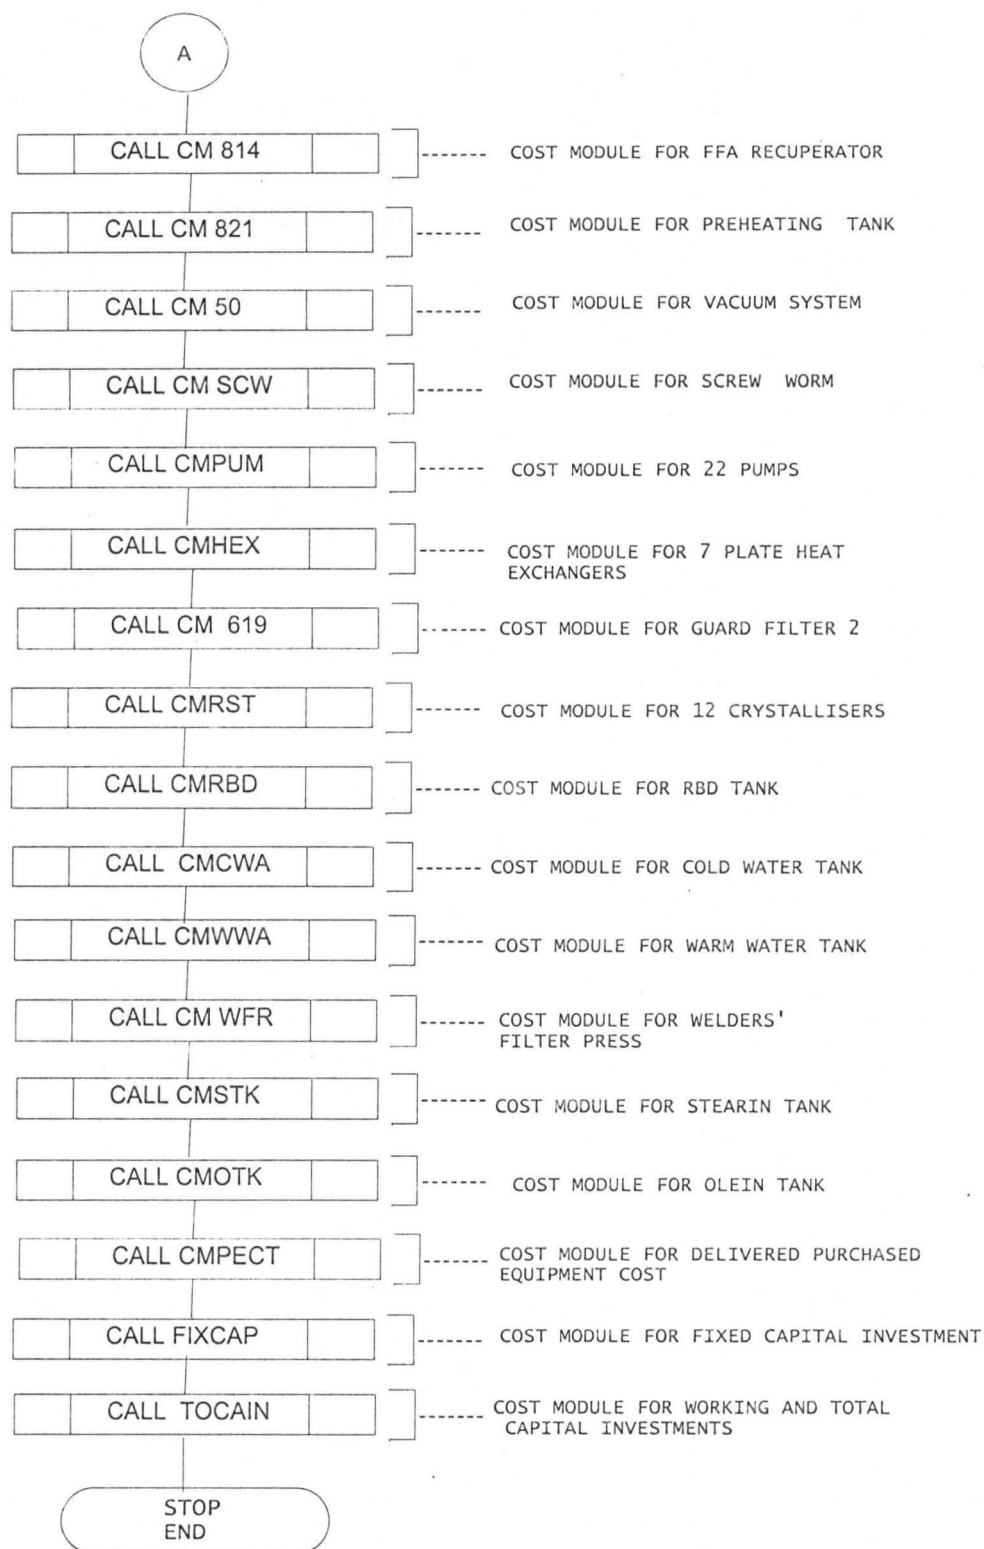 A
CALL CM 814
COST MODULE FOR FFA RECUPERATOR
CALL CM 821
COST MODULE FOR PREHEATING TANK
CALL CM 50
COST MODULE FOR VACUUM SYSTEM
CALL CM SCW
COST MODULE FOR SCREW WORM
CALL CMPUM
COST MODULE FOR 22 PUMPS
CALL CMHEX
COST MODULE FOR 7 PLATE HEAT
EXCHANGERS
CALL CM 619
COST MODULE FOR GUARD FILTER 2
CALL CMRST
COST MODULE FOR 12 CRYSTALLISERS
CALL CMRBD
COST MODULE FOR RBD TANK
CALL CMCWA
COST MODULE FOR COLD WATER TANK
CALL CMWWA
COST MODULE FOR WARM WATER TANK
CALL CM WFR
COST MODULE FOR WELDERS'
FILTER PRESS
CALL CMSTK
COST MODULE FOR STEARIN TANK
CALL CMOTK
COST MODULE FOR OLEIN TANK
CALL CMPECT
COST MODULE FOR DELIVERED PURCHASED
EQUIPMENT COST
CALL FIXCAP
COST MODULE FOR FIXED CAPITAL INVESTMENT
CALL TOCAIN
COST MODULE FOR WORKING AND TOTAL
CAPITAL INVESTMENTS
STOP
END